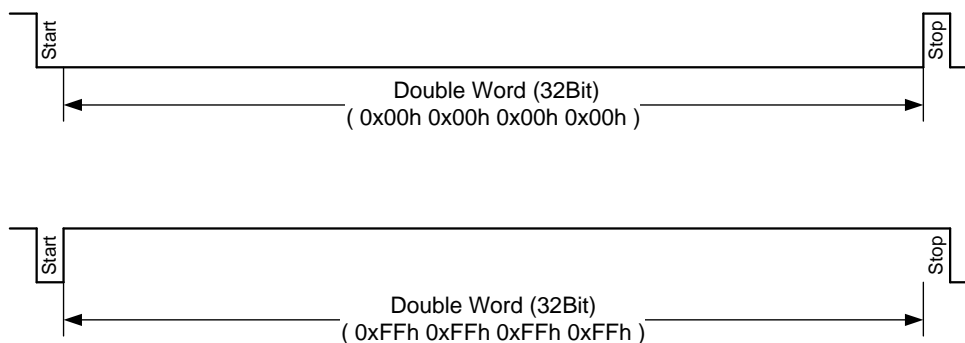 Start
Stop
Double Word (32Bit)
( 0x00h 0x00h 0x00h 0x00h )
Start
Stop
Double Word (32Bit)
( 0xFFh 0xFFh 0xFFh 0xFFh )